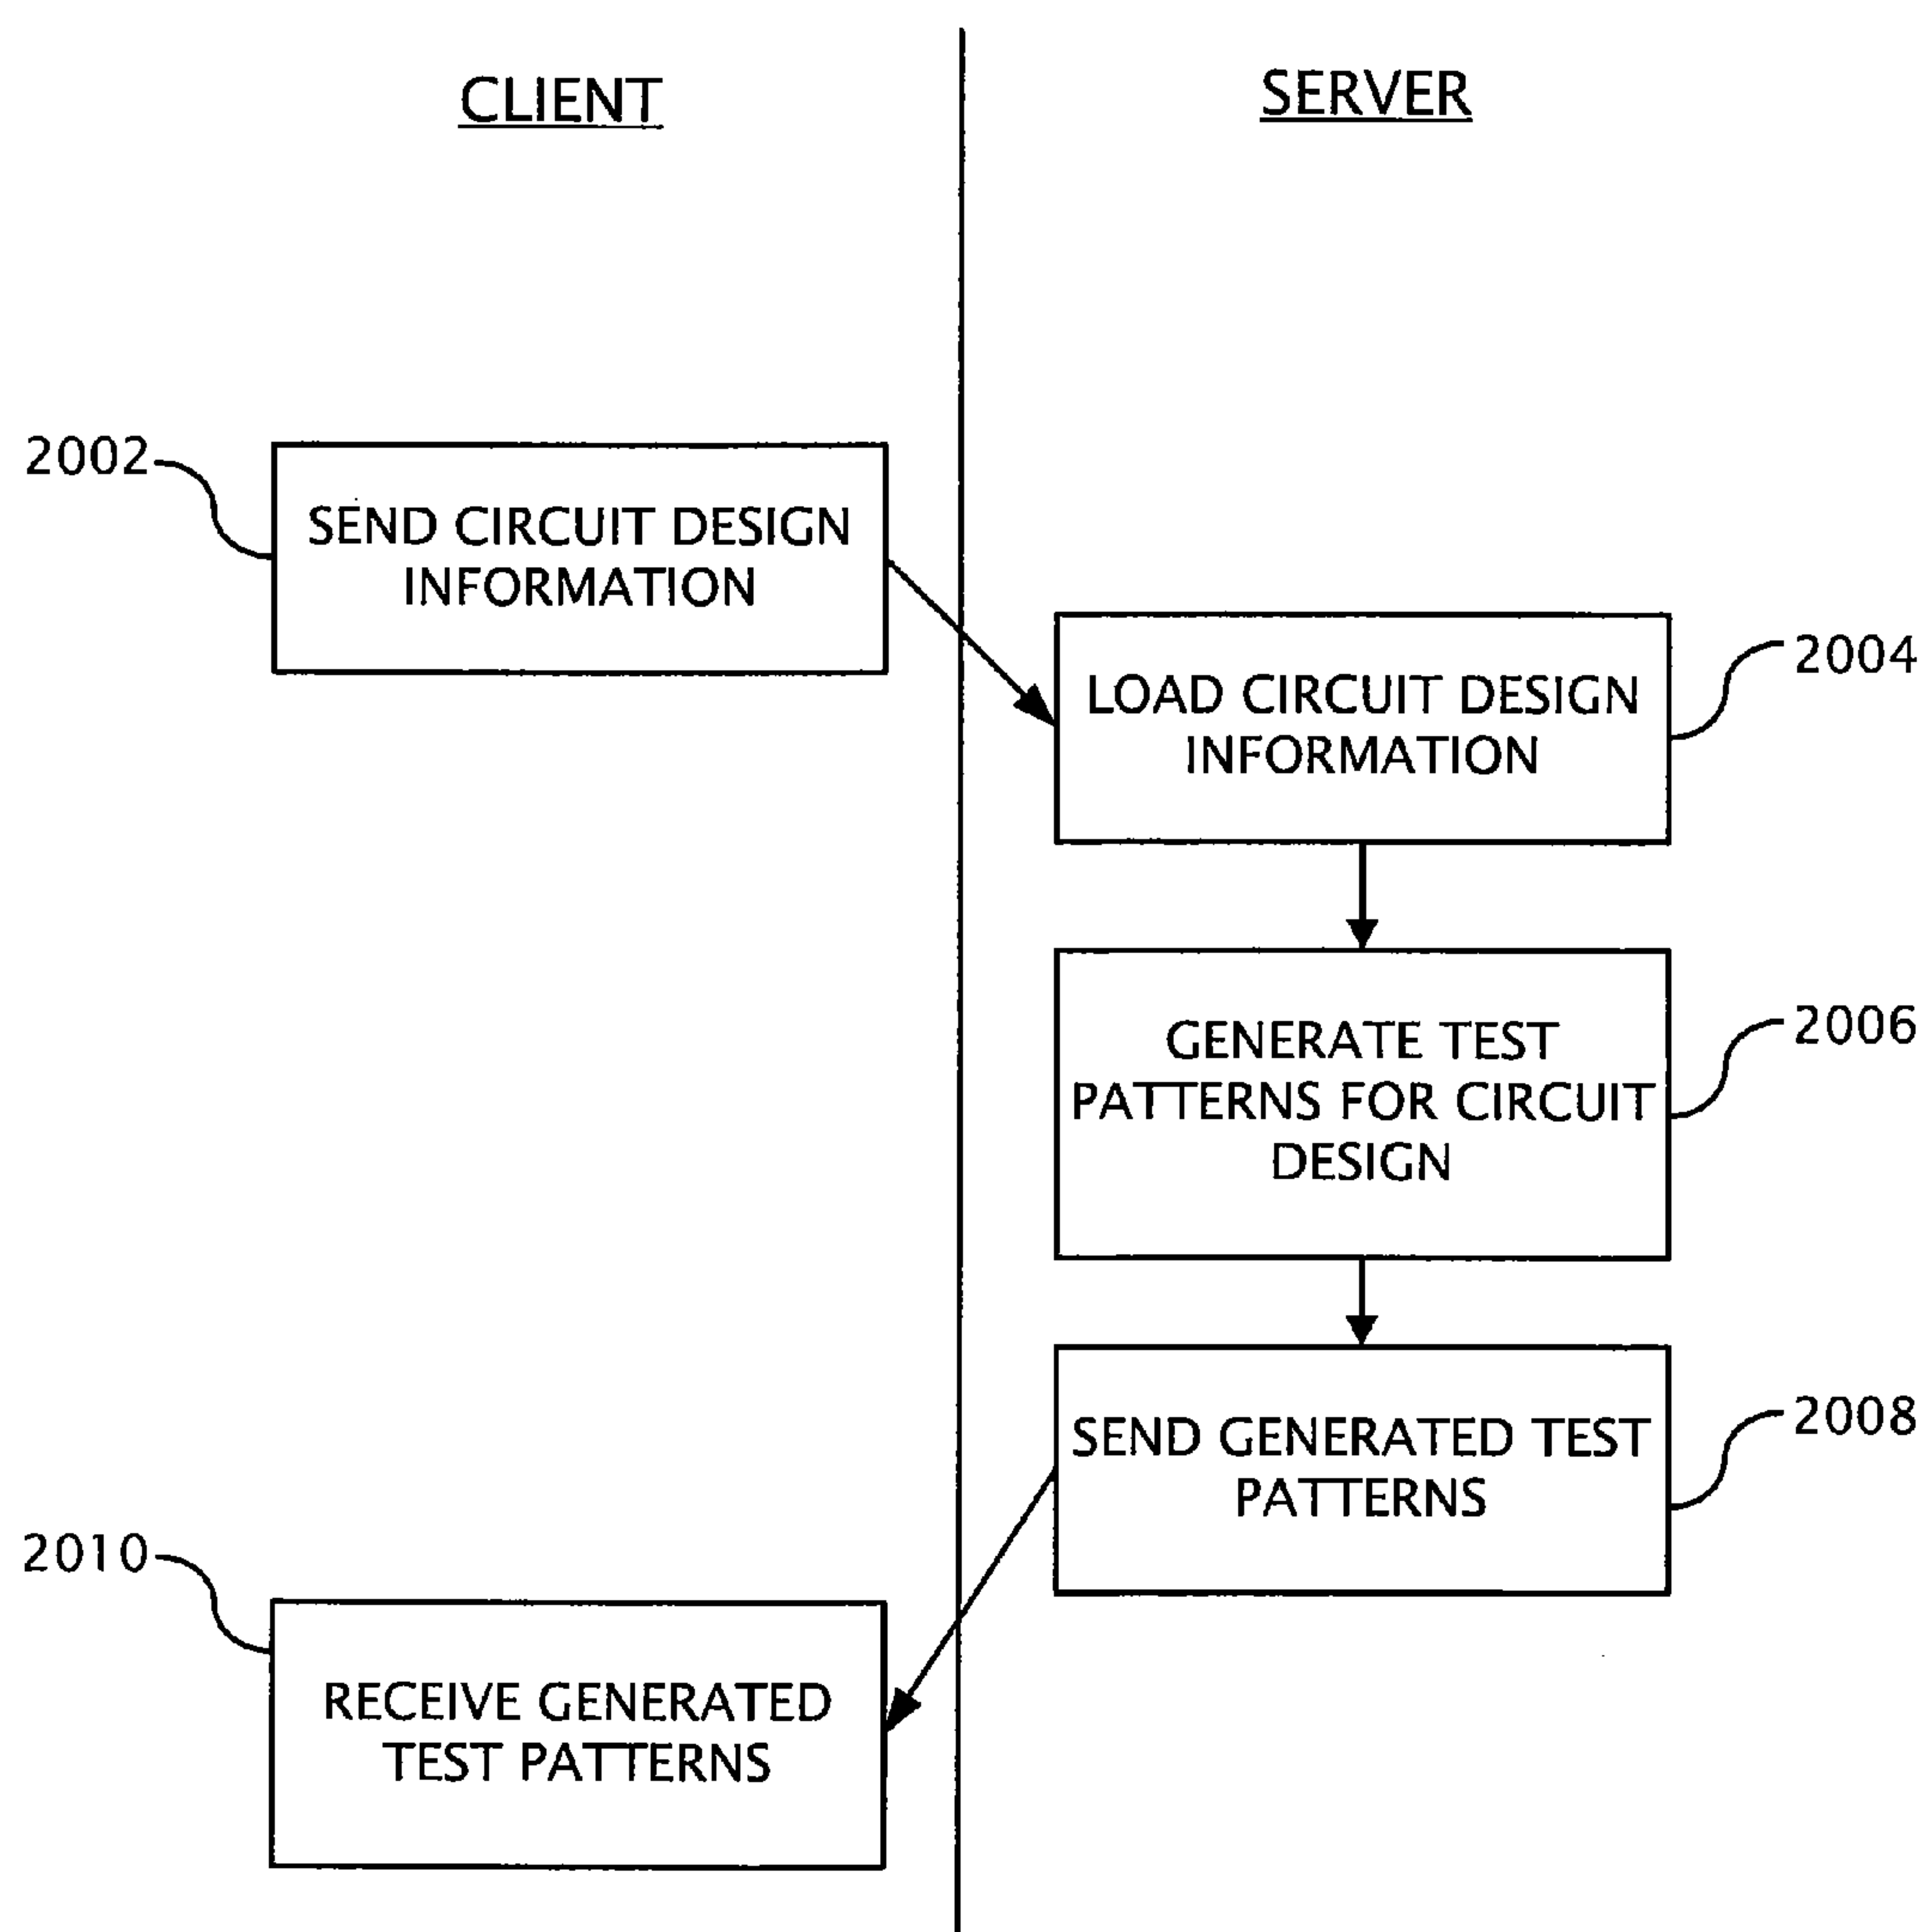 CLIENT
SERVER
2002
SEND CIRCUIT DESIGN
INFORMATION
2004
LOAD CIRCUIT DESIGN
INFORMATION
2006
GENERATE TEST
PATTERNS FOR CIRCUIT
DESIGN
2008
SEND GENERATED TEST
PATTERNS
2010
RECEIVE GENERATED
TEST PATTERNS